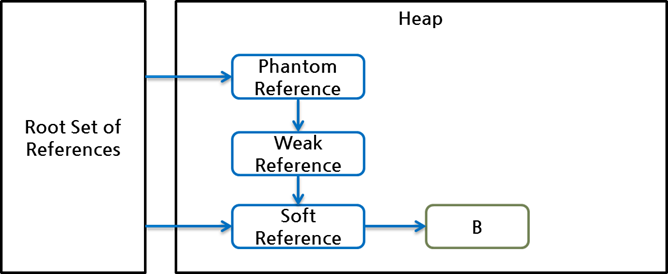 Heap
Root Set of
References
Phantom
Reference
Weak
Reference
Soft
Reference
B